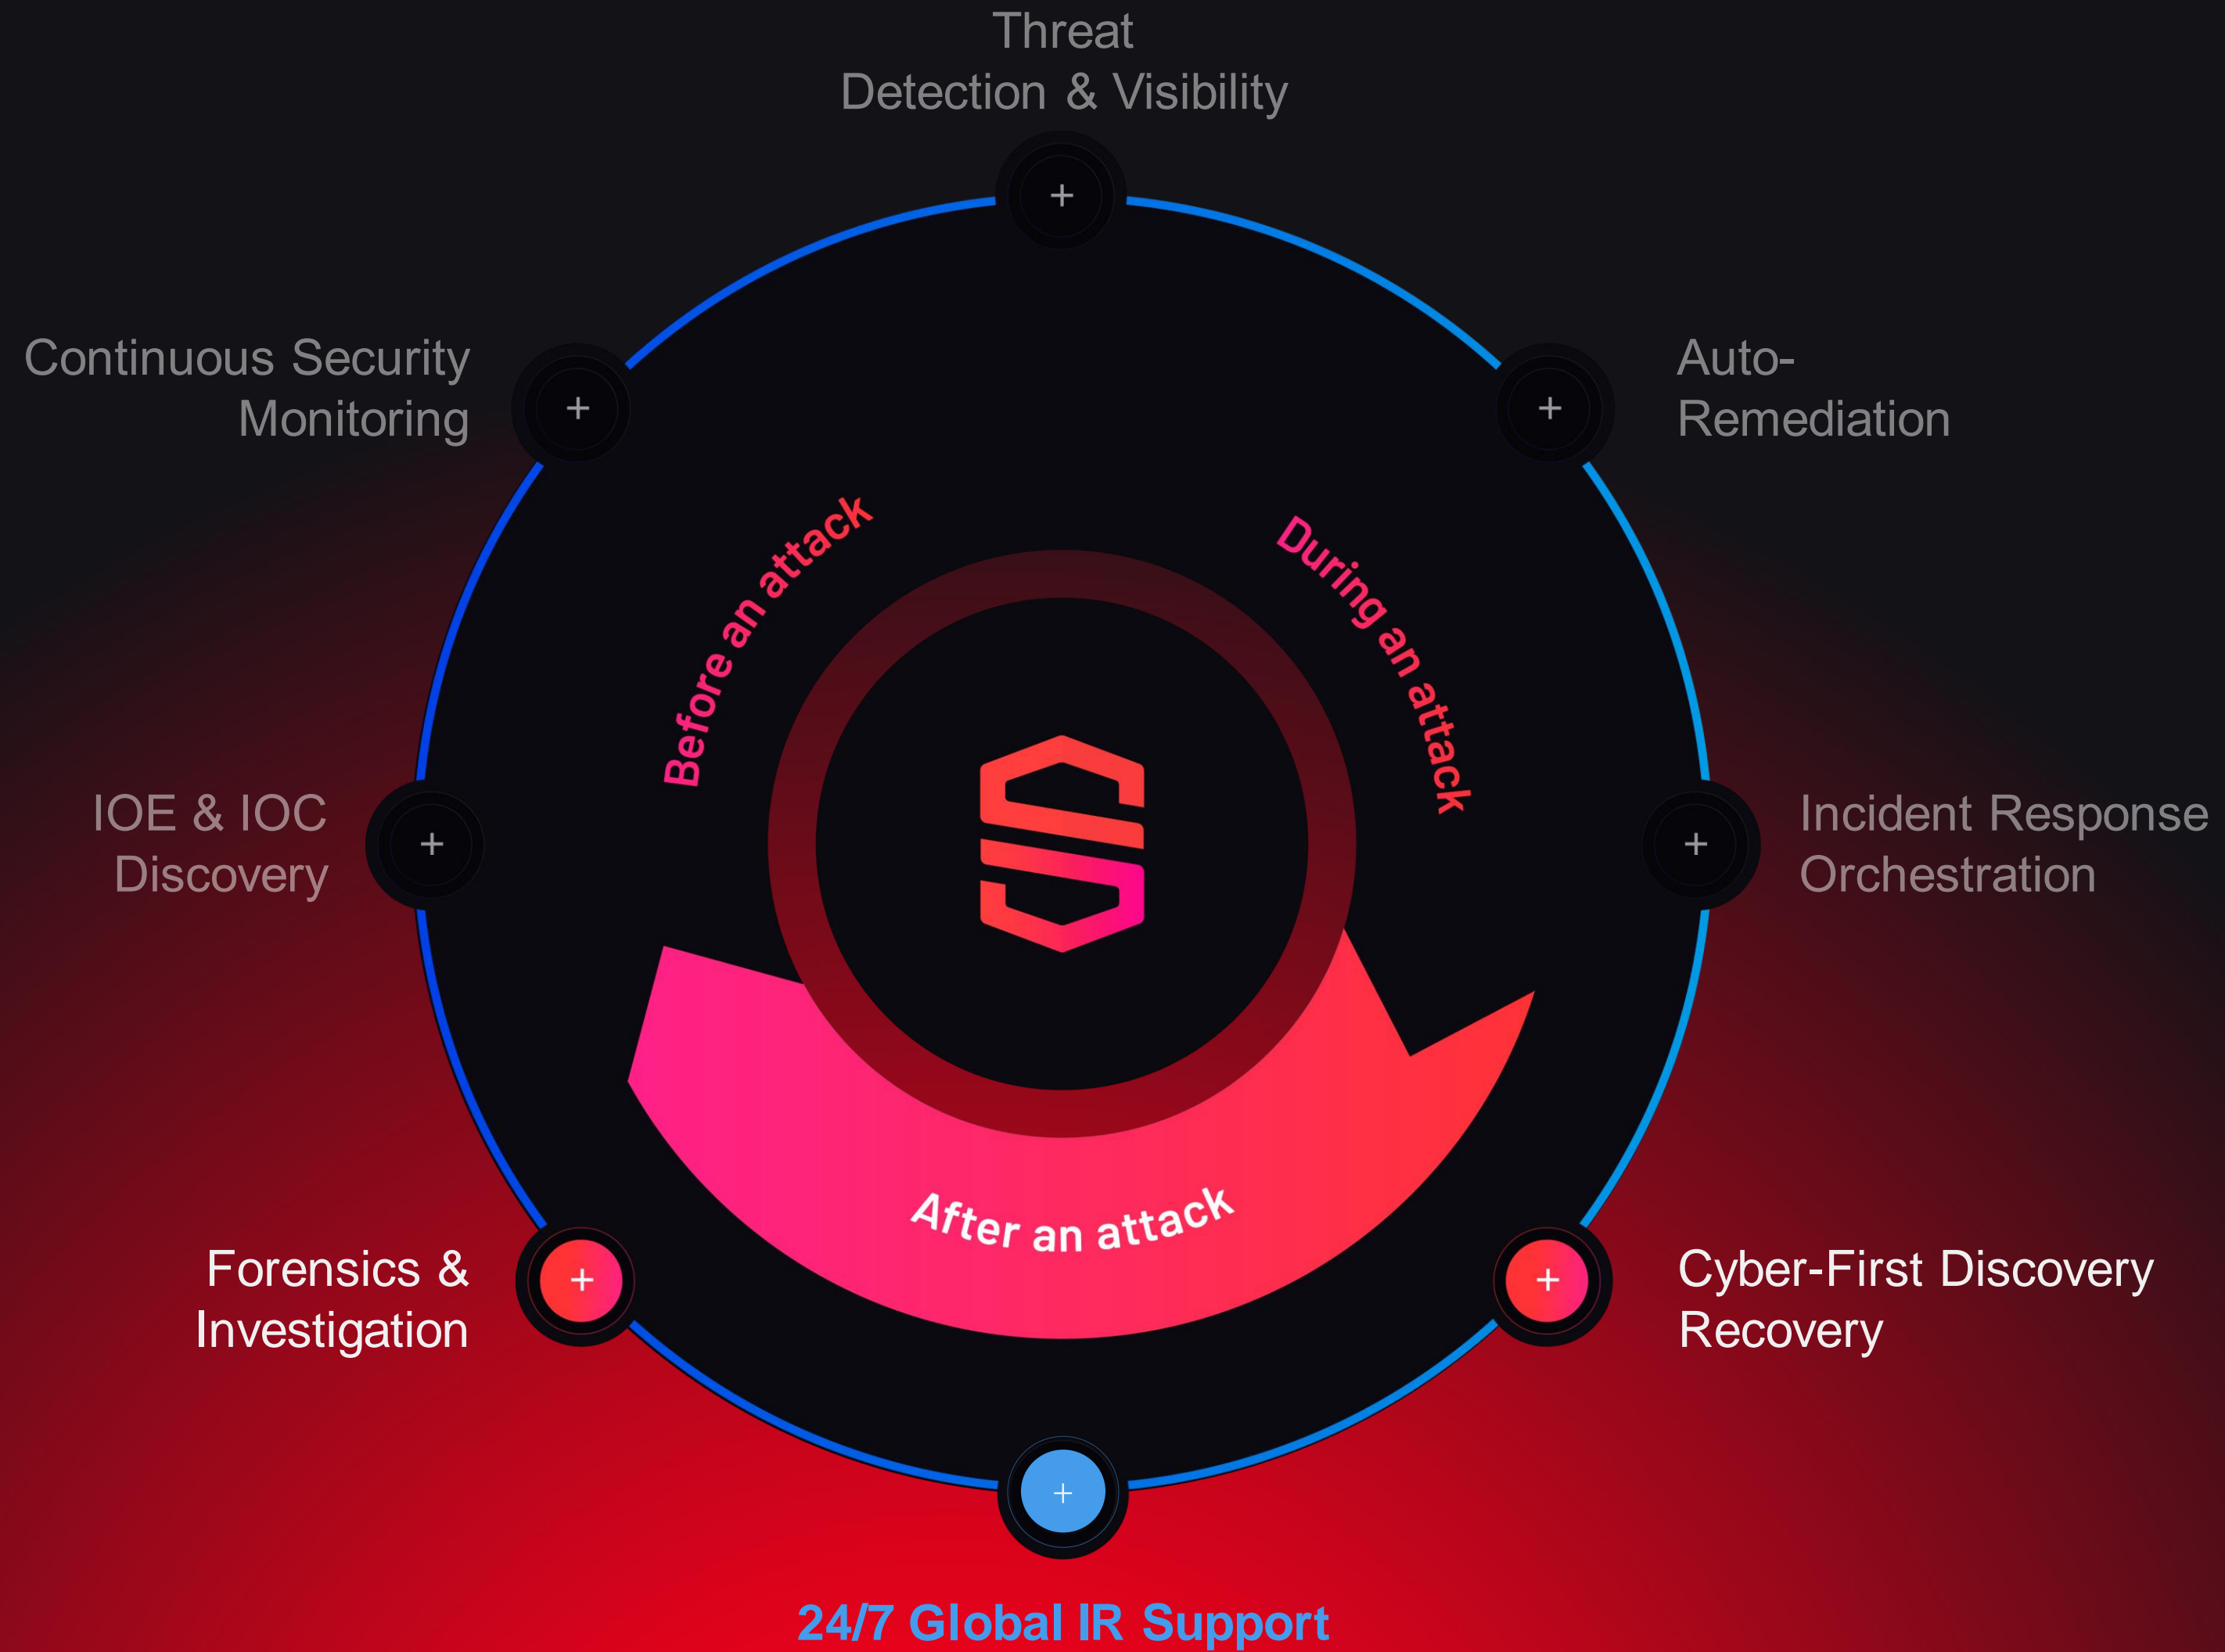 Threat
Detection & Visibility
Continuous Security
Monitoring
Auto-
Remediation
Before an attack
During an attack
IOE & IOC
Discovery
Incident Response
Orchestration
After an attack
Forensics &
Investigation
Cyber-First Discovery
Recovery
24/7 Global IR Support